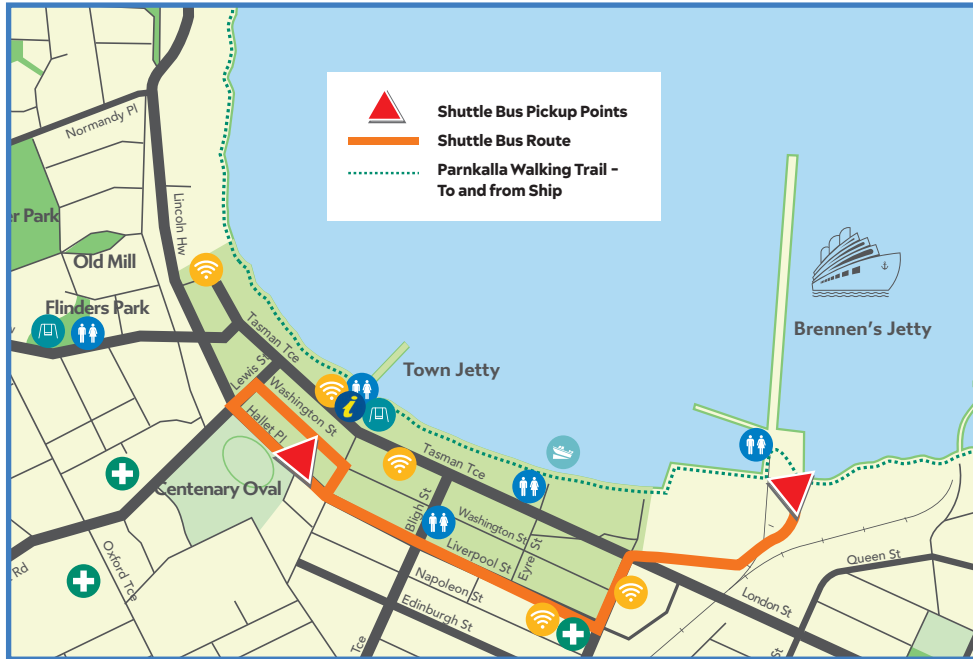 Shuttle Bus Pickup Points
Shuttle Bus Route
Parnkalla Walking Trail –
To and from Ship
Normandy Pl
Lincoln Hwy
er Park
Old Mill
Flinders Park
Tasman Tce
Town Jetty
Brennen's Jetty
Lewis St
Washington St
Hallet Pl
i
Tasman Tce
Centenary Oval
Bligh St
Washington St
Liverpool St
Eyre St
Oxford Tce
Rd
Napoleon St
Edinburgh St
Tce
London St
Queen St